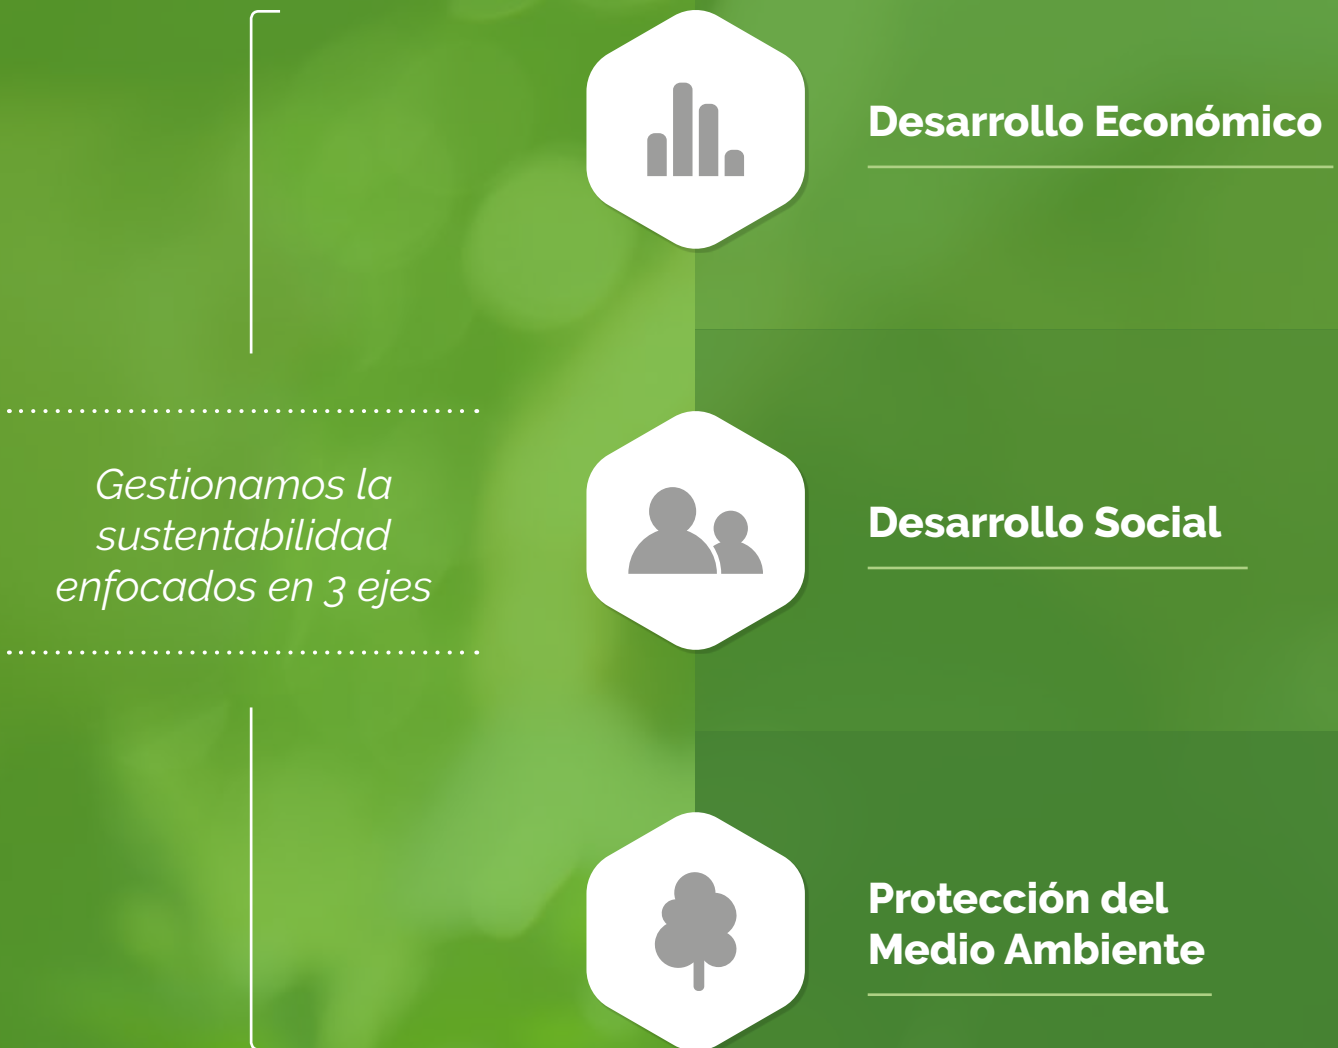 Gestionamos la
sustentabilidad
enfocados en 3 ejes
Desarrollo Económico
Desarrollo Social
Protección del
Medio Ambiente